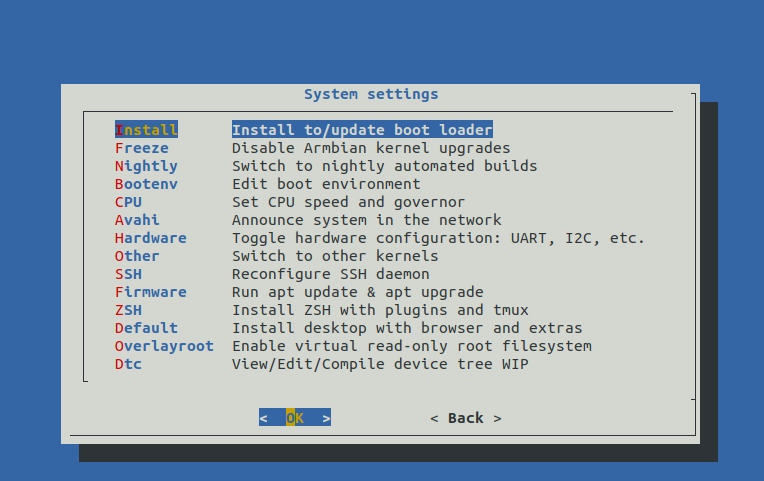 System settings
Install Install to/update boot loader
Freeze Disable Armbian kernel upgrades
Nightly Switch to nightly automated builds
Bootenv Edit boot environment
CPU Set CPU speed and governor
Avahi Announce system in the network
Hardware Toggle hardware configuration: UART, I2C, etc.
Other Switch to other kernels
SSH Reconfigure SSH daemon
Firmware Run apt update & apt upgrade
ZSH Install ZSH with plugins and tmux
Default Install desktop with browser and extras
Overlayroot Enable virtual read-only root filesystem
Dtc View/Edit/Compile device tree WIP
< OK > < Back >